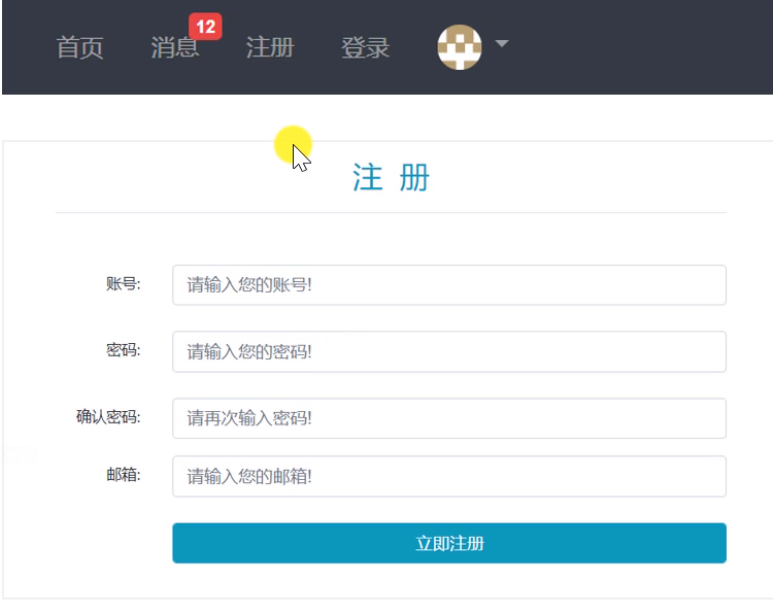 首页 消息 12 注册 登录
注 册
账号: 请输入您的账号!
密码: 请输入您的密码!
确认密码: 请再次输入密码!
邮箱: 请输入您的邮箱!
立即注册